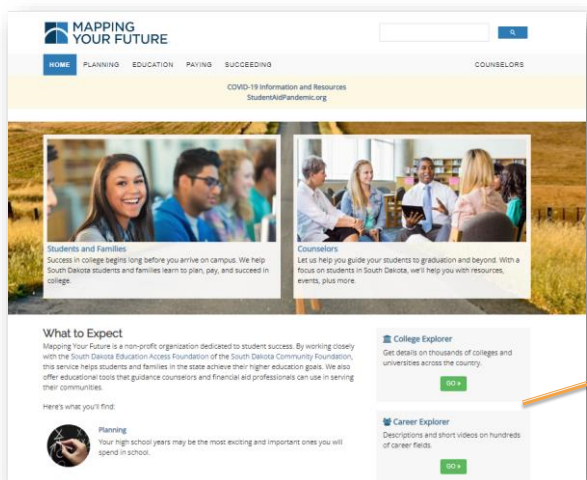 MAPPING
YOUR FUTURE
HOME PLANNING EDUCATION PAYING SUCCEEDING COUNSELORS
COVID-19 Information and Resources
StudentAidPandemic.org
Students and Families
Success in college begins long before you arrive on campus. We help
South Dakota students and families learn to plan, pay, and succeed in
college.
Counselors
Let us help you guide your students to graduation and beyond. With a
focus on students in South Dakota, we'll help you with resources,
events, plus more.
What to Expect
Mapping Your Future is a non-profit organization dedicated to student success. By working closely
with the South Dakota Education Access Foundation of the South Dakota Community Foundation,
this service helps students and families in the state achieve their higher education goals. We also
offer educational tools that guidance counselors and financial aid professionals can use in serving
their communities.
Here's what you'll find:
Planning
Your high school years may be the most exciting and important ones you will
spend in school.
College Explorer
Get details on thousands of colleges and
universities across the country.
GO »
Career Explorer
Descriptions and short videos on hundreds
of career fields.
GO »